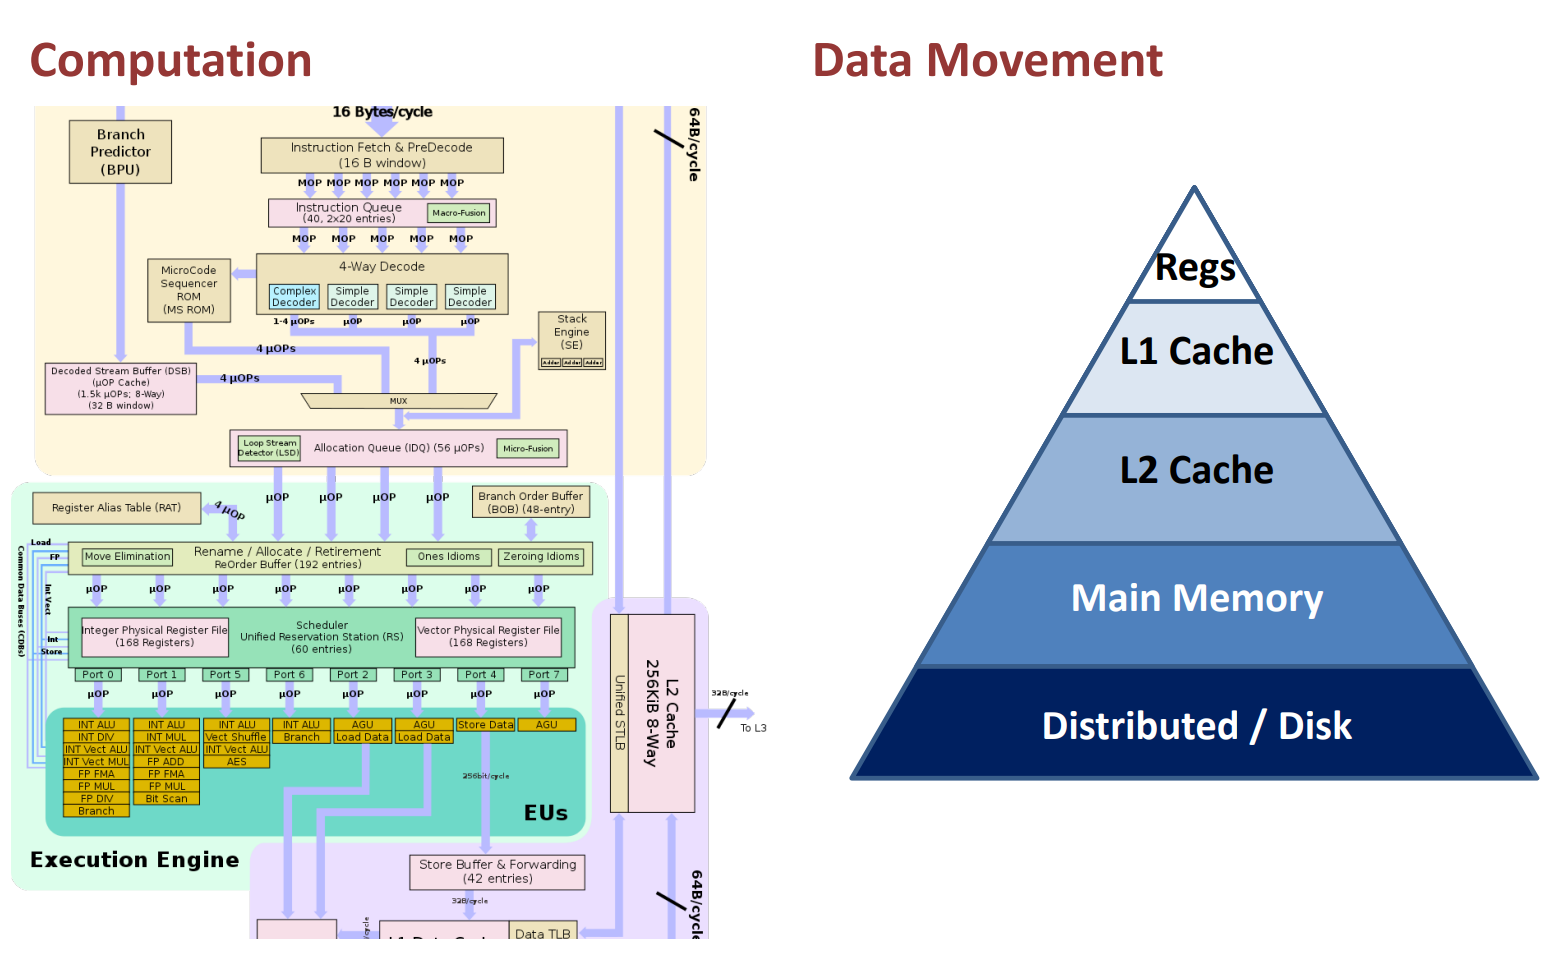 Computation
Data Movement
16 Bytes/cycle
64B/cycle
Branch
Predictor
(BPU)
Instruction Fetch & PreDecode
(16 B window)
MOP MOP MOP MOP MOP MOP
Instruction Queue
(40, 2x20 entries)
Macro-Fusion
MOP MOP MOP MOP MOP
4-Way Decode
MicroCode
Sequencer
ROM
(MS ROM)
Complex
Decoder
Simple
Decoder
Simple
Decoder
Simple
Decoder
1-4 µOPs µOP µOP µOP
Stack
Engine
(SE)
Adder Adder Adder
4 µOPs
4 µOPs
4 µOPs
Decoded Stream Buffer (DSB)
(µOP Cache)
(1.5k µOPs; 8-Way)
(32 B window)
MUX
Loop Stream
Detector (LSD)
Allocation Queue (IDQ) (56 µOPs)
Micro-Fusion
µOP µOP µOP µOP
Register Alias Table (RAT)
4 µOP
Branch Order Buffer
(BOB) (48-entry)
Load
FP
Common Data Buses (CDBs)
Int Vect
Int
Store
Move Elimination
Rename / Allocate / Retirement
ReOrder Buffer (192 entries)
Ones Idioms
Zeroing Idioms
µOP µOP µOP µOP µOP µOP µOP µOP
Integer Physical Register File
(168 Registers)
Scheduler
Unified Reservation Station (RS)
(60 entries)
Vector Physical Register File
(168 Registers)
Port 0 Port 1 Port 5 Port 6 Port 2 Port 3 Port 4 Port 7
µOP µOP µOP µOP µOP µOP µOP µOP
INT ALU
INT DIV
INT Vect ALU
INT Vect MUL
FP FMA
FP MUL
FP DIV
Branch
INT ALU
INT MUL
INT Vect ALU
FP ADD
FP FMA
FP MUL
Bit Scan
INT ALU
Vect Shuffle
INT Vect ALU
AES
INT ALU
Branch
AGU
Load Data
AGU
Load Data
Store Data
AGU
256bit/cycle
EUs
Execution Engine
Unified STLB
L2 Cache
256KiB 8-Way
32B/cycle
To L3
Store Buffer & Forwarding
(42 entries)
32B/cycle
64B/cycle
/cycle
L1 Data Cache
Data TLB
Regs
L1 Cache
L2 Cache
Main Memory
Distributed / Disk